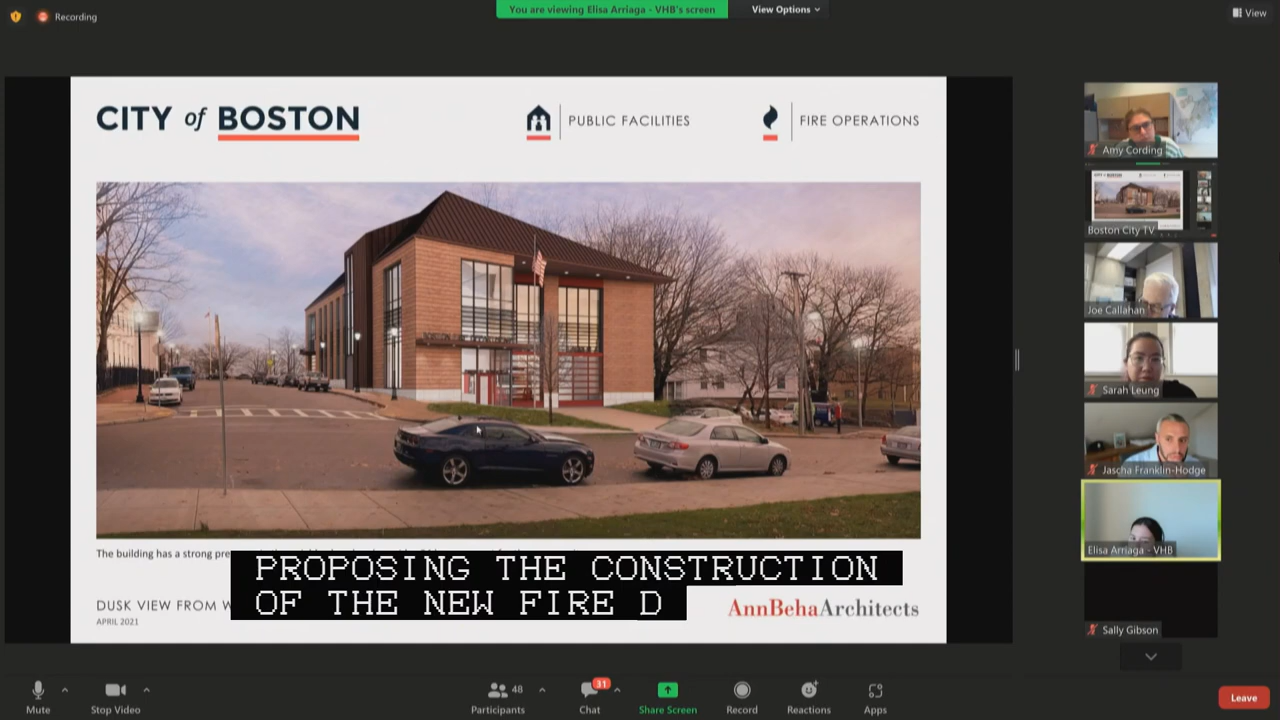 Recording
You are viewing Elisa Arriaga - VHB's screen
View Options
View
CITY of BOSTON
PUBLIC FACILITIES
FIRE OPERATIONS
The building has a strong
PROPOSING THE CONSTRUCTION
OF THE NEW FIRE D
DUSK VIEW FROM
APRIL 2021
AnnBehaArchitects
Amy Cording
Boston City TV
Joe Callahan
Sarah Leung
Jascha Franklin-Hodge
Elisa Arriaga - VHB
Sally Gibson
Mute
Stop Video
48
Participants
31
Chat
Share Screen
Record
Reactions
Apps
Leave